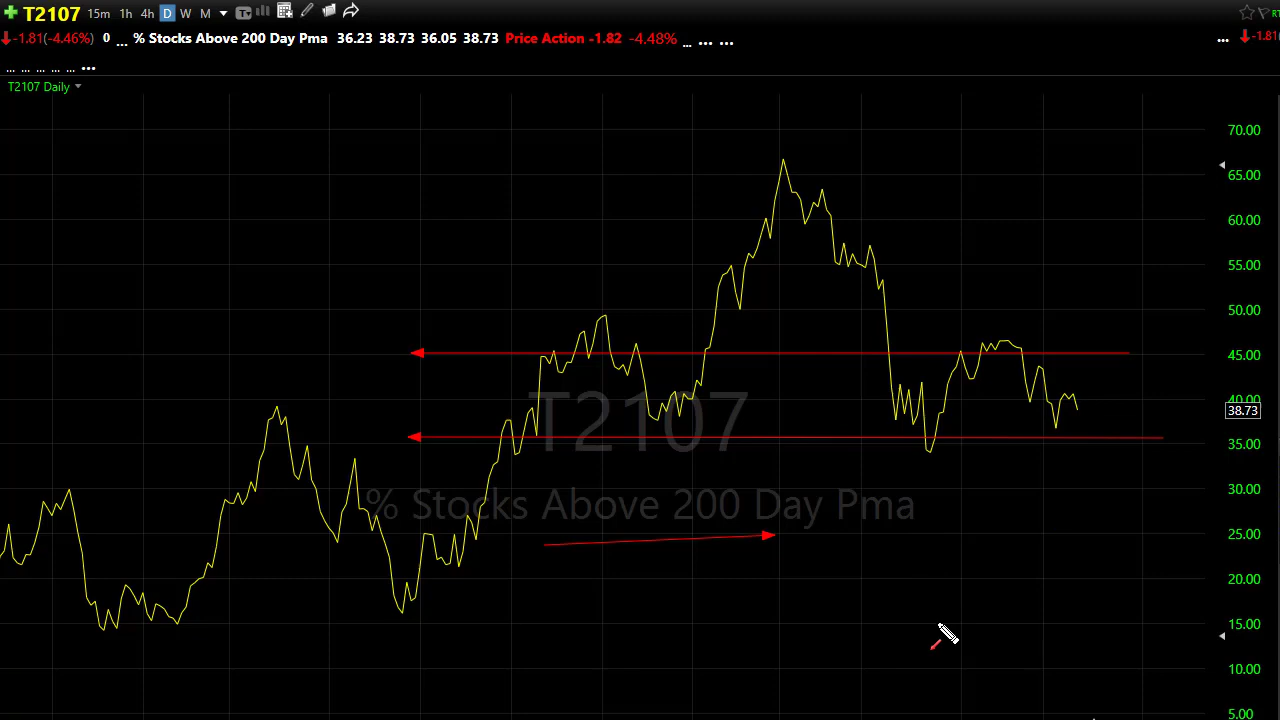 T2107 15m 1h 4h D W M T
-1.81(-4.46%) 0 ... % Stocks Above 200 Day Pma 36.23 38.73 36.05 38.73 Price Action -1.82 -4.48% ... ... ... ... -1.81
... ... ... ... ... ...
T2107 Daily
70.00
65.00
60.00
55.00
50.00
45.00
40.00
38.73
35.00
30.00
25.00
20.00
15.00
10.00
5.00
T2107
% Stocks Above 200 Day Pma